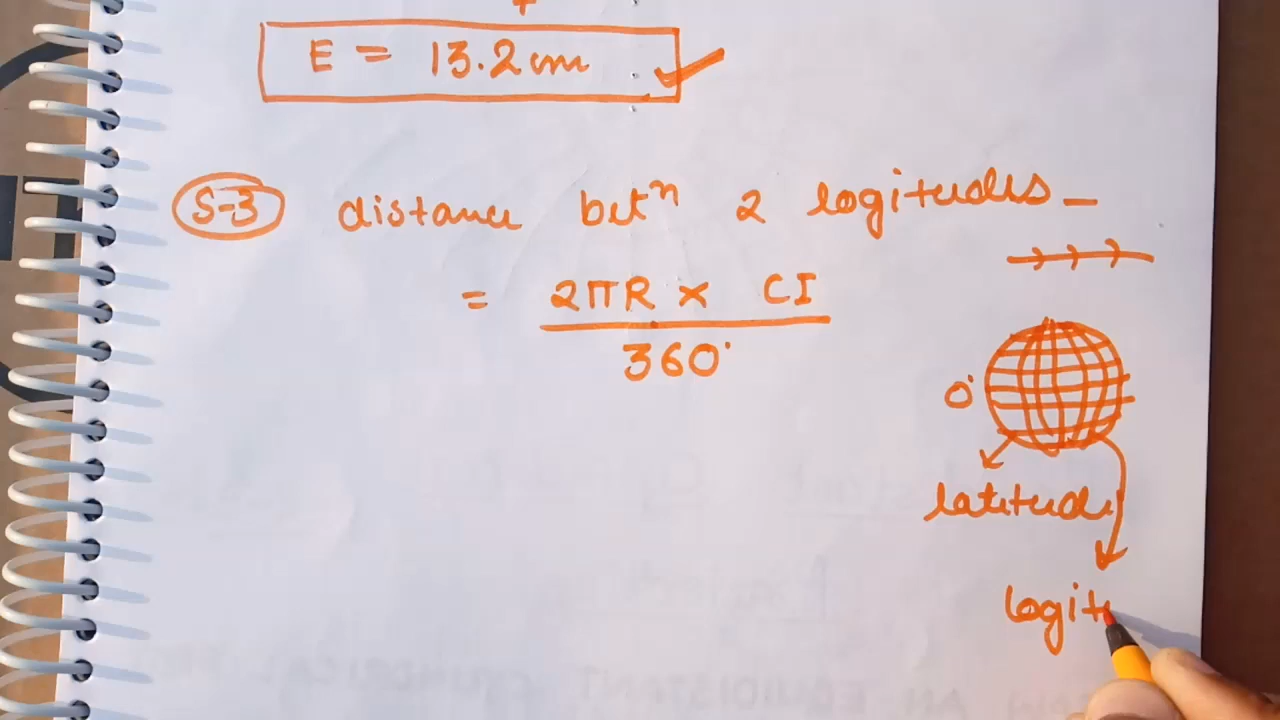 E = 13.2cm
S-3 distance betⁿ 2 logitudes –
= 2πR × CI
360°
0°
latitude
logit